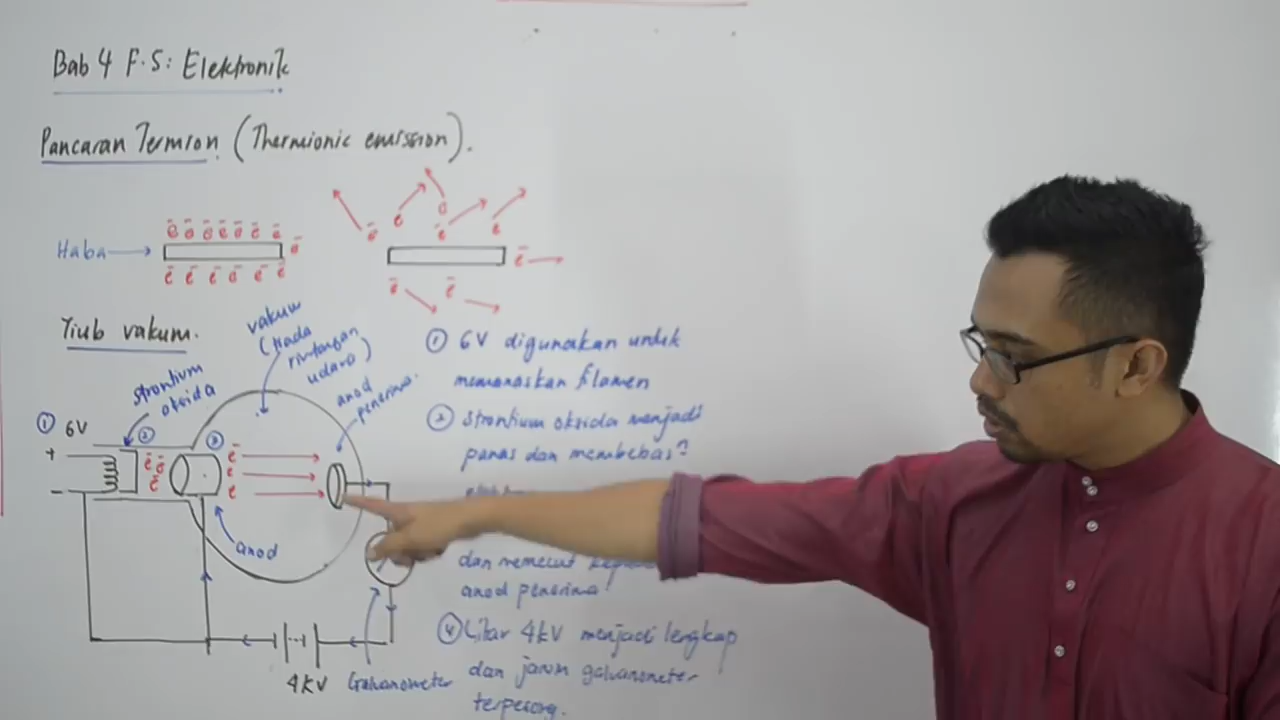 Bab 4 F.5: Elektronik
Pancaran Termion (Thermionic emission).
Haba
ē ē ē ē ē ē ē
ē
ē ē ē ē ē ē
ē e e ē e
ē
ē ē
Tiub vakum.
vakum
(tiada
rintangan
udara)
strontium
oksida
anod
penerima.
① 6V
②
③
+
-
ē ē
ē
ē
e
e
anod
4kV
Galvanometer
① 6V digunakan untuk
memanaskan filamen
② Strontium oksida menjadi
panas dan membebas?
dan memecut
anod penerima!
④ Litar 4kV menjadi lengkap
dan jarum galvanometer
terpesong.